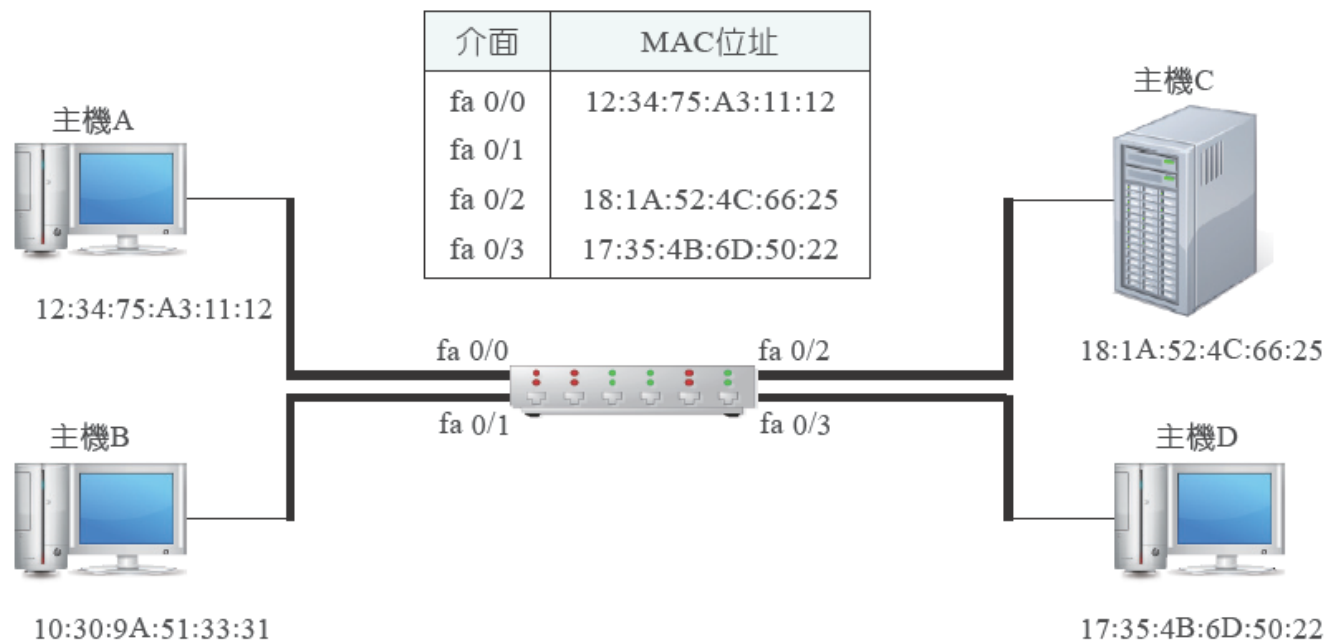 介面 MAC位址
fa 0/0 12:34:75:A3:11:12
fa 0/1
fa 0/2 18:1A:52:4C:66:25
fa 0/3 17:35:4B:6D:50:22
主機A
12:34:75:A3:11:12
主機C
18:1A:52:4C:66:25
fa 0/0
fa 0/2
fa 0/1
fa 0/3
主機B
10:30:9A:51:33:31
主機D
17:35:4B:6D:50:22